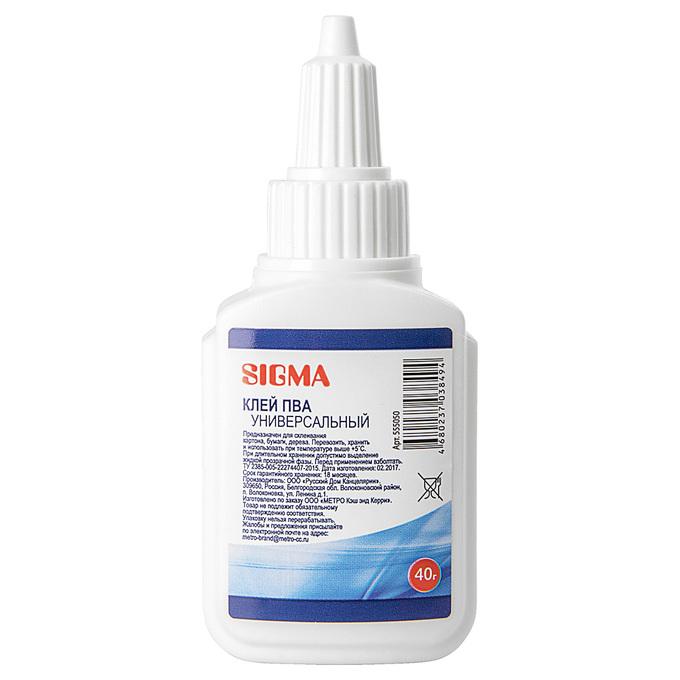 SIGMA
КЛЕЙ ПВА
УНИВЕРСАЛЬНЫЙ
Предназначен для склеивания
картона, бумаги, дерева. Перевозить, хранить
и использовать при температуре выше +5°С.
При длительном хранении допустимо выделение
жидкой прозрачной фазы. Перед применением взболтать.
ТУ 2385-005-22274407-2015. Дата изготовления: 02.2017.
Срок гарантийного хранения: 18 месяцев.
Производитель: ООО «Русский Дом Канцелярии»,
309650, Россия, Белгородская обл. Волоконовский район,
п. Волоконовка, ул. Ленина д.1.
Изготовлено по заказу ООО «МЕТРО Кэш энд Керри».
Товар не подлежит обязательному
подтверждению соответствия.
Упаковку нельзя перерабатывать.
Жалобы и предложения присылайте
по электронной почте на адрес:
metro-brand@metro-cc.ru
Арт. 555050
4680237038494
40г